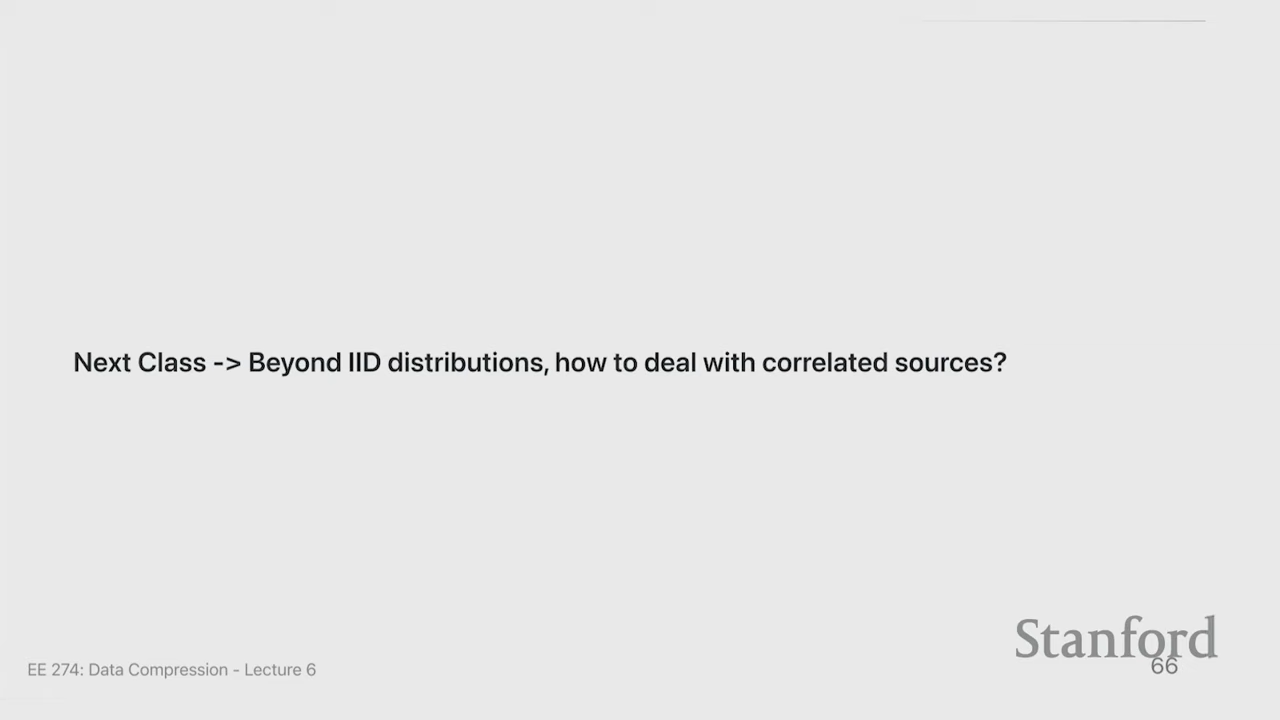 Next Class -> Beyond IID distributions, how to deal with correlated sources?
Stanford
EE 274: Data Compression - Lecture 6
66